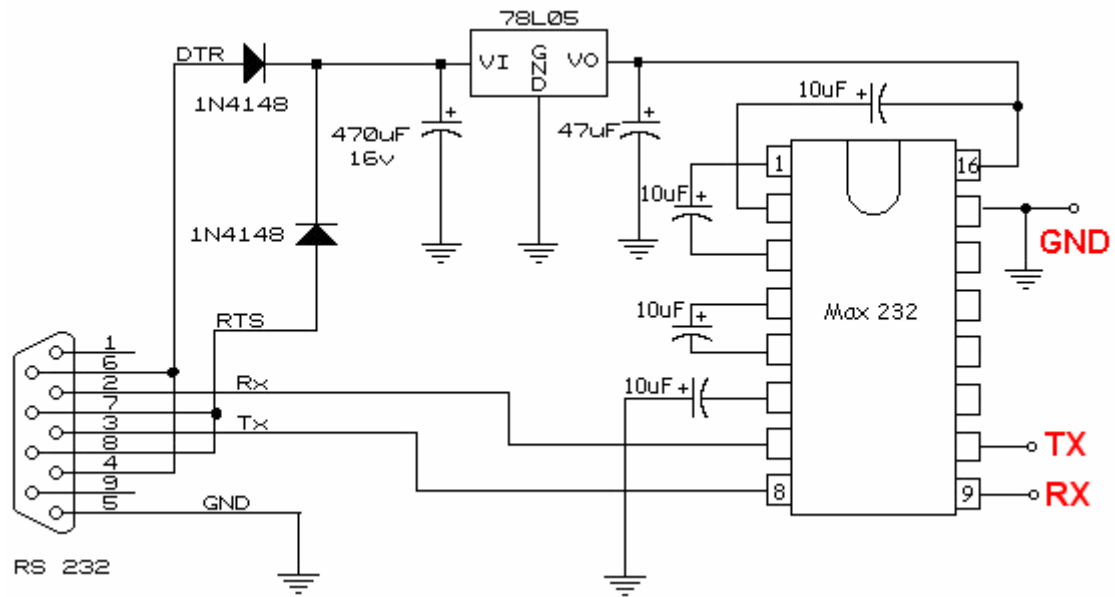 78L05
DTR
VI
GND
VO
1N4148
470uF
16v
47uF
10uF +
+
+
1
16
10uF
+
1N4148
GND
10uF
+
Max 232
RTS
1
6
2
Rx
7
3
Tx
8
4
9
5
GND
10uF +
TX
8
9
RX
RS 232